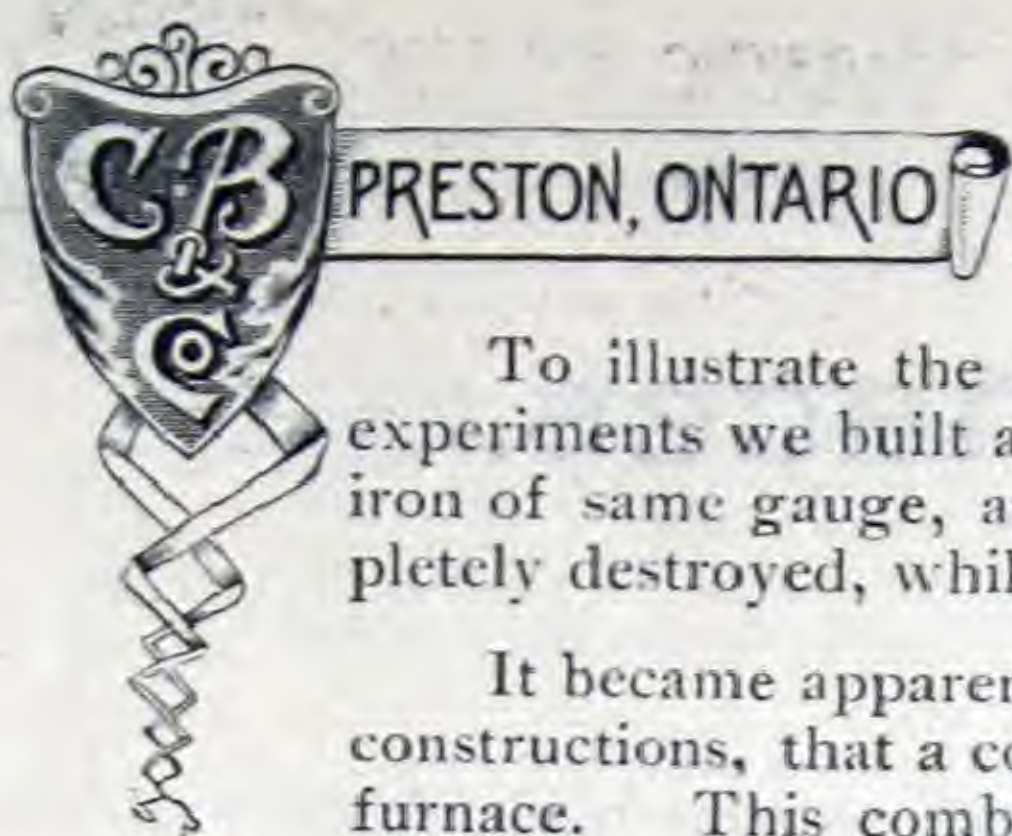 C B
& Co
PRESTON, ONTARIO
To illustrate the
experiments we built a
iron of same gauge, a
pletely destroyed, whil
It became apparen
constructions, that a co
furnace. This comb